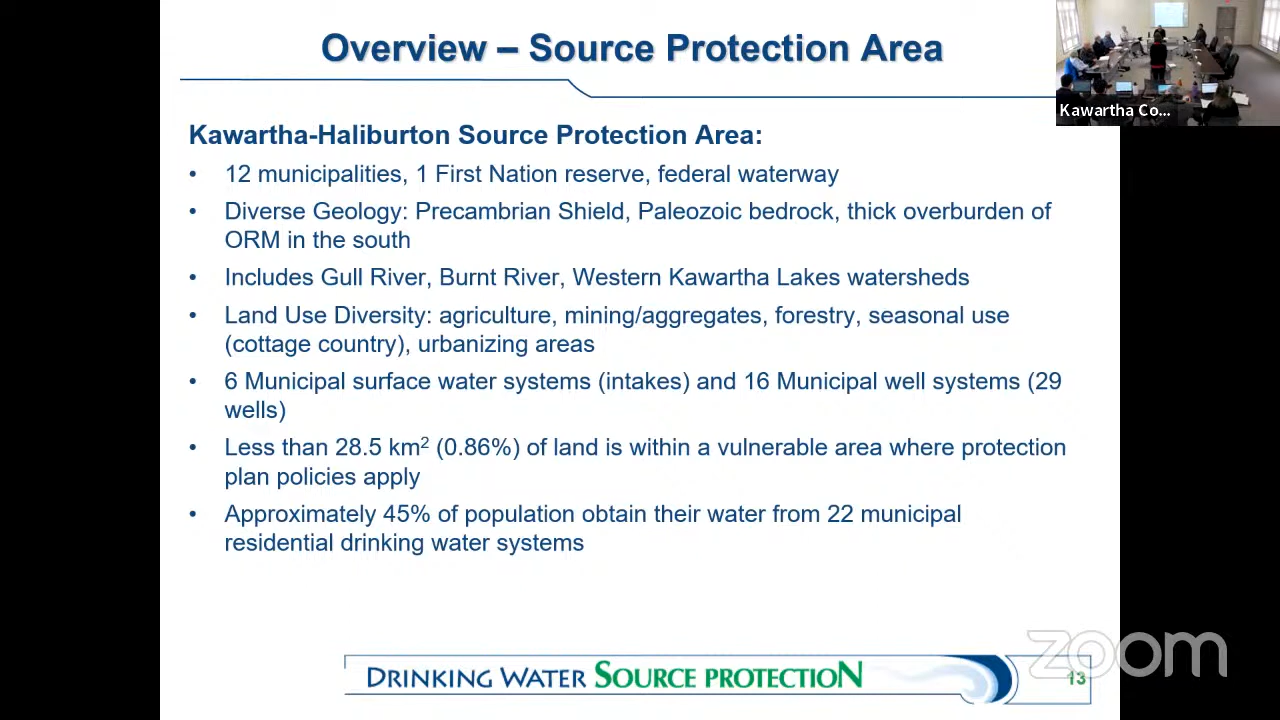 Overview – Source Protection Area
Kawartha Co...
Kawartha-Haliburton Source Protection Area:
• 12 municipalities, 1 First Nation reserve, federal waterway
• Diverse Geology: Precambrian Shield, Paleozoic bedrock, thick overburden of
ORM in the south
• Includes Gull River, Burnt River, Western Kawartha Lakes watersheds
• Land Use Diversity: agriculture, mining/aggregates, forestry, seasonal use
(cottage country), urbanizing areas
• 6 Municipal surface water systems (intakes) and 16 Municipal well systems (29
wells)
• Less than 28.5 km² (0.86%) of land is within a vulnerable area where protection
plan policies apply
• Approximately 45% of population obtain their water from 22 municipal
residential drinking water systems
zoom
DRINKING WATER SOURCE PROTECTION
13